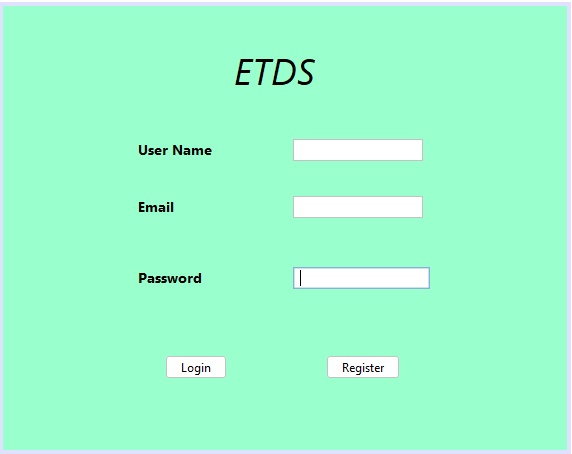 ETDS
User Name
Email
Password
Login Register